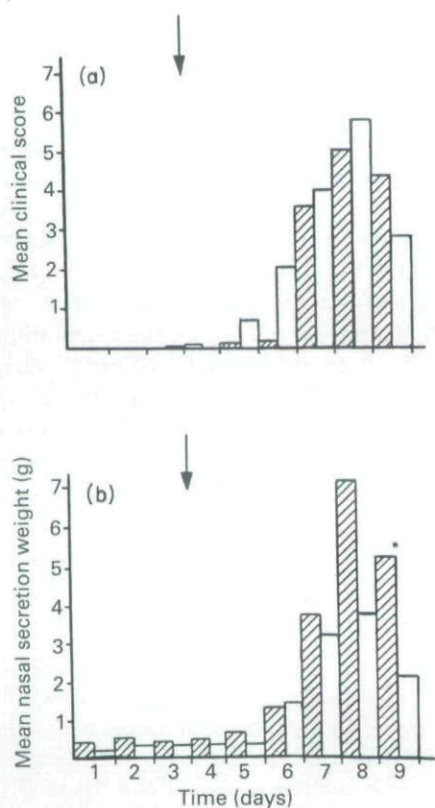 (a)
Mean clinical score
7
6
5
4
3
2
1
(b)
Mean nasal secretion weight (g)
7
6
5
4
3
2
1
*
1 2 3 4 5 6 7 8 9
Time (days)